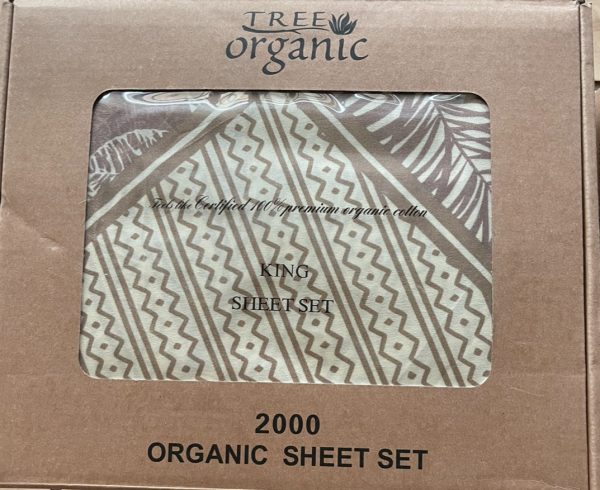 TREE
organic
Feels like Certified 100% premium organic cotton
KING
SHEET SET
2000
ORGANIC SHEET SET